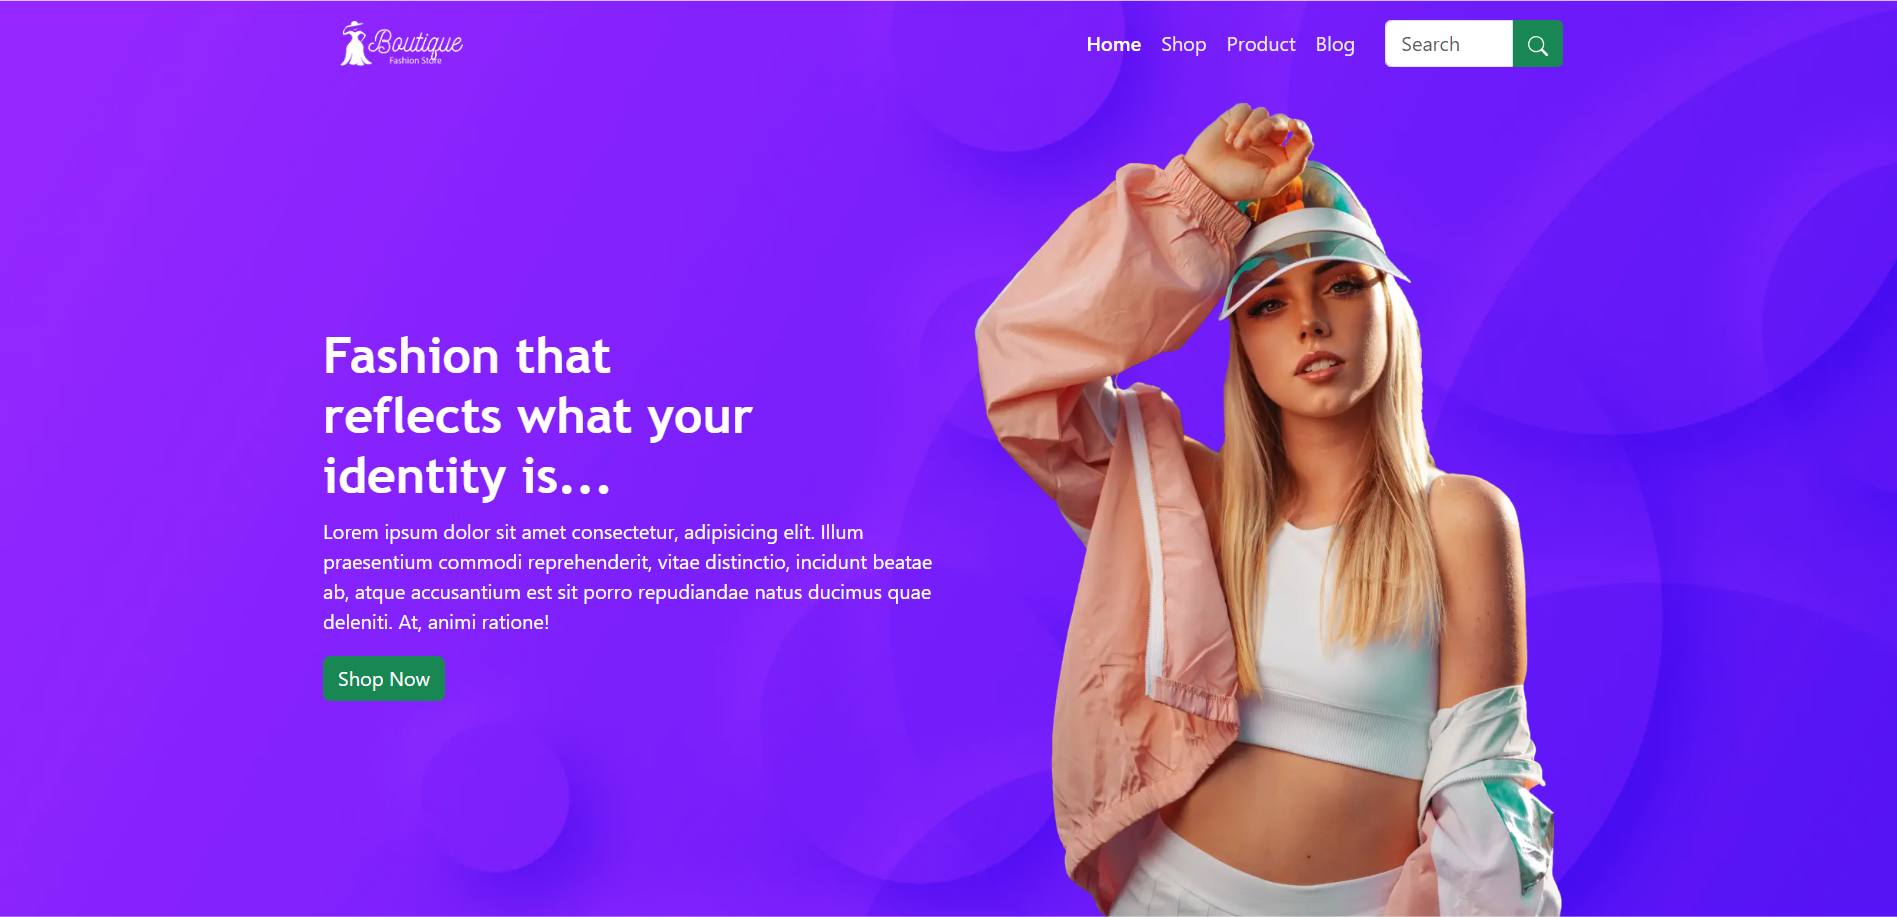 Boutique
Fashion Store
Home Shop Product Blog Search
Fashion that
reflects what your
identity is...
Lorem ipsum dolor sit amet consectetur, adipisicing elit. Illum
praesentium commodi reprehenderit, vitae distinctio, incidunt beatae
ab, atque accusantium est sit porro repudiandae natus ducimus quae
deleniti. At, animi ratione!
Shop Now